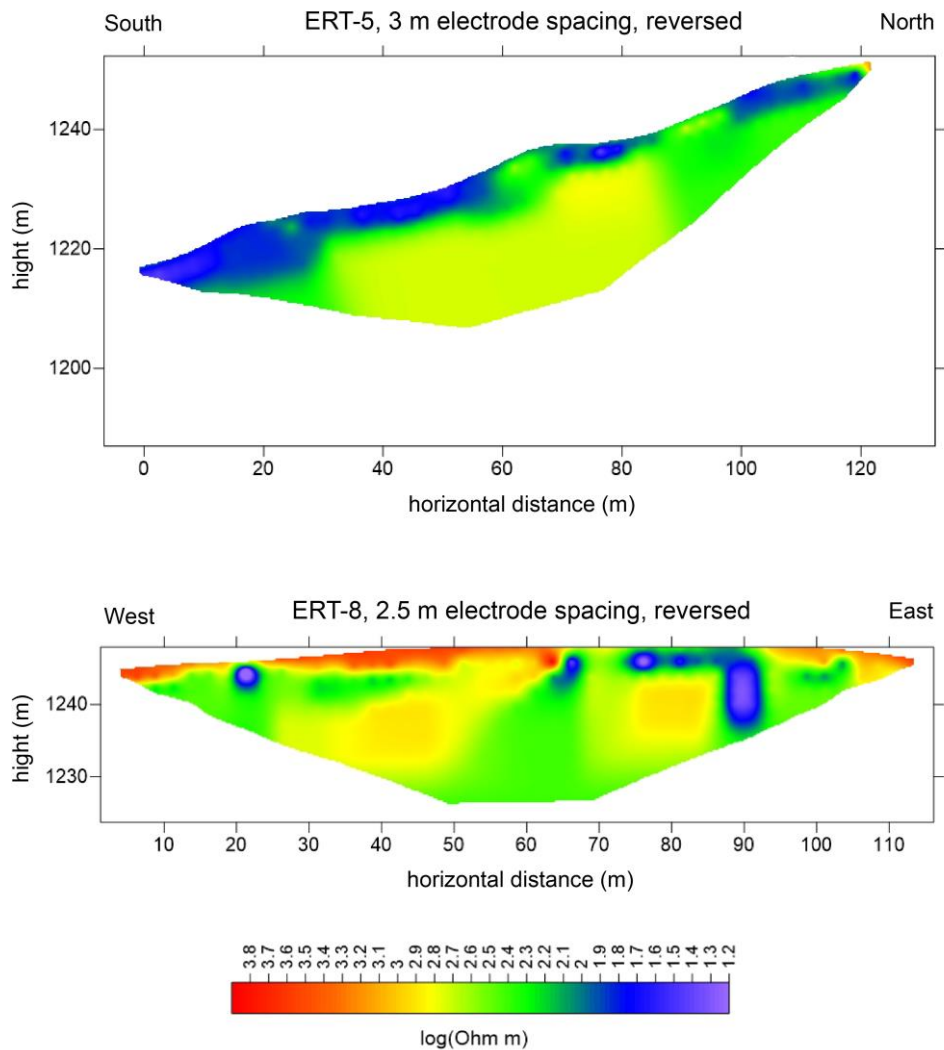 South ERT-5, 3 m electrode spacing, reversed North
1240
1220
1200
hight (m)
0 20 40 60 80 100 120
horizontal distance (m)
West ERT-8, 2.5 m electrode spacing, reversed East
1240
1230
hight (m)
10 20 30 40 50 60 70 80 90 100 110
horizontal distance (m)
3.8 3.7 3.6 3.5 3.4 3.3 3.2 3.1 3 2.9 2.8 2.7 2.6 2.5 2.4 2.3 2.2 2.1 2 1.9 1.8 1.7 1.6 1.5 1.4 1.3 1.2
log(Ohm m)